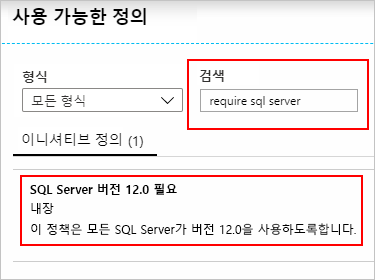 사용 가능한 정의
형식
검색
모든 형식
require sql server
이니셔티브 정의 (1)
SQL Server 버전 12.0 필요
내장
이 정책은 모든 SQL Server가 버전 12.0을 사용하도록합니다.